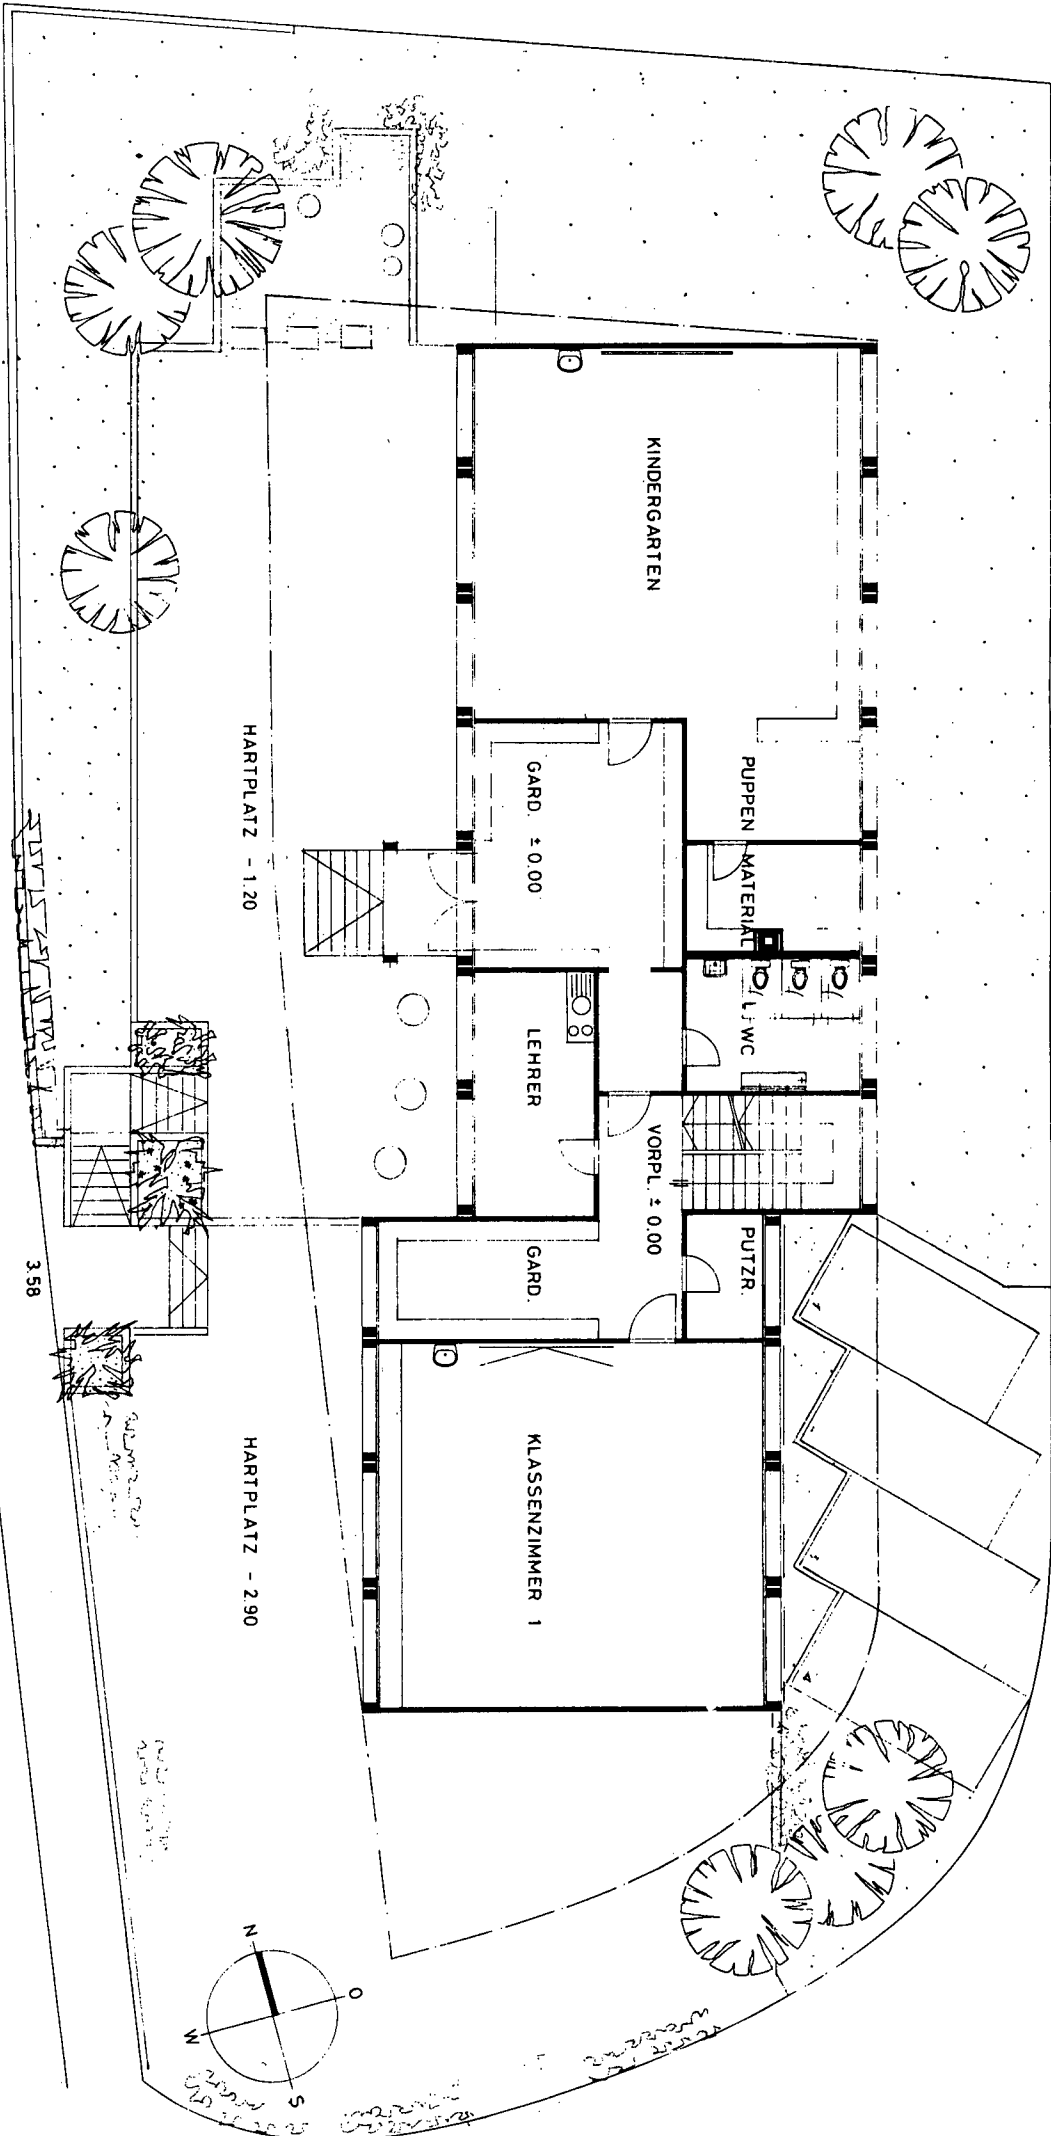 KINDERGARTEN
PUPPEN
MATERIAL
GARD. ± 0.00
L. WC
LEHRER
VORPL. ± 0.00
PUTZR.
GARD.
KLASSENZIMMER 1
HARTPLATZ - 1.20
HARTPLATZ - 2.90
3.58
N
O
W
S